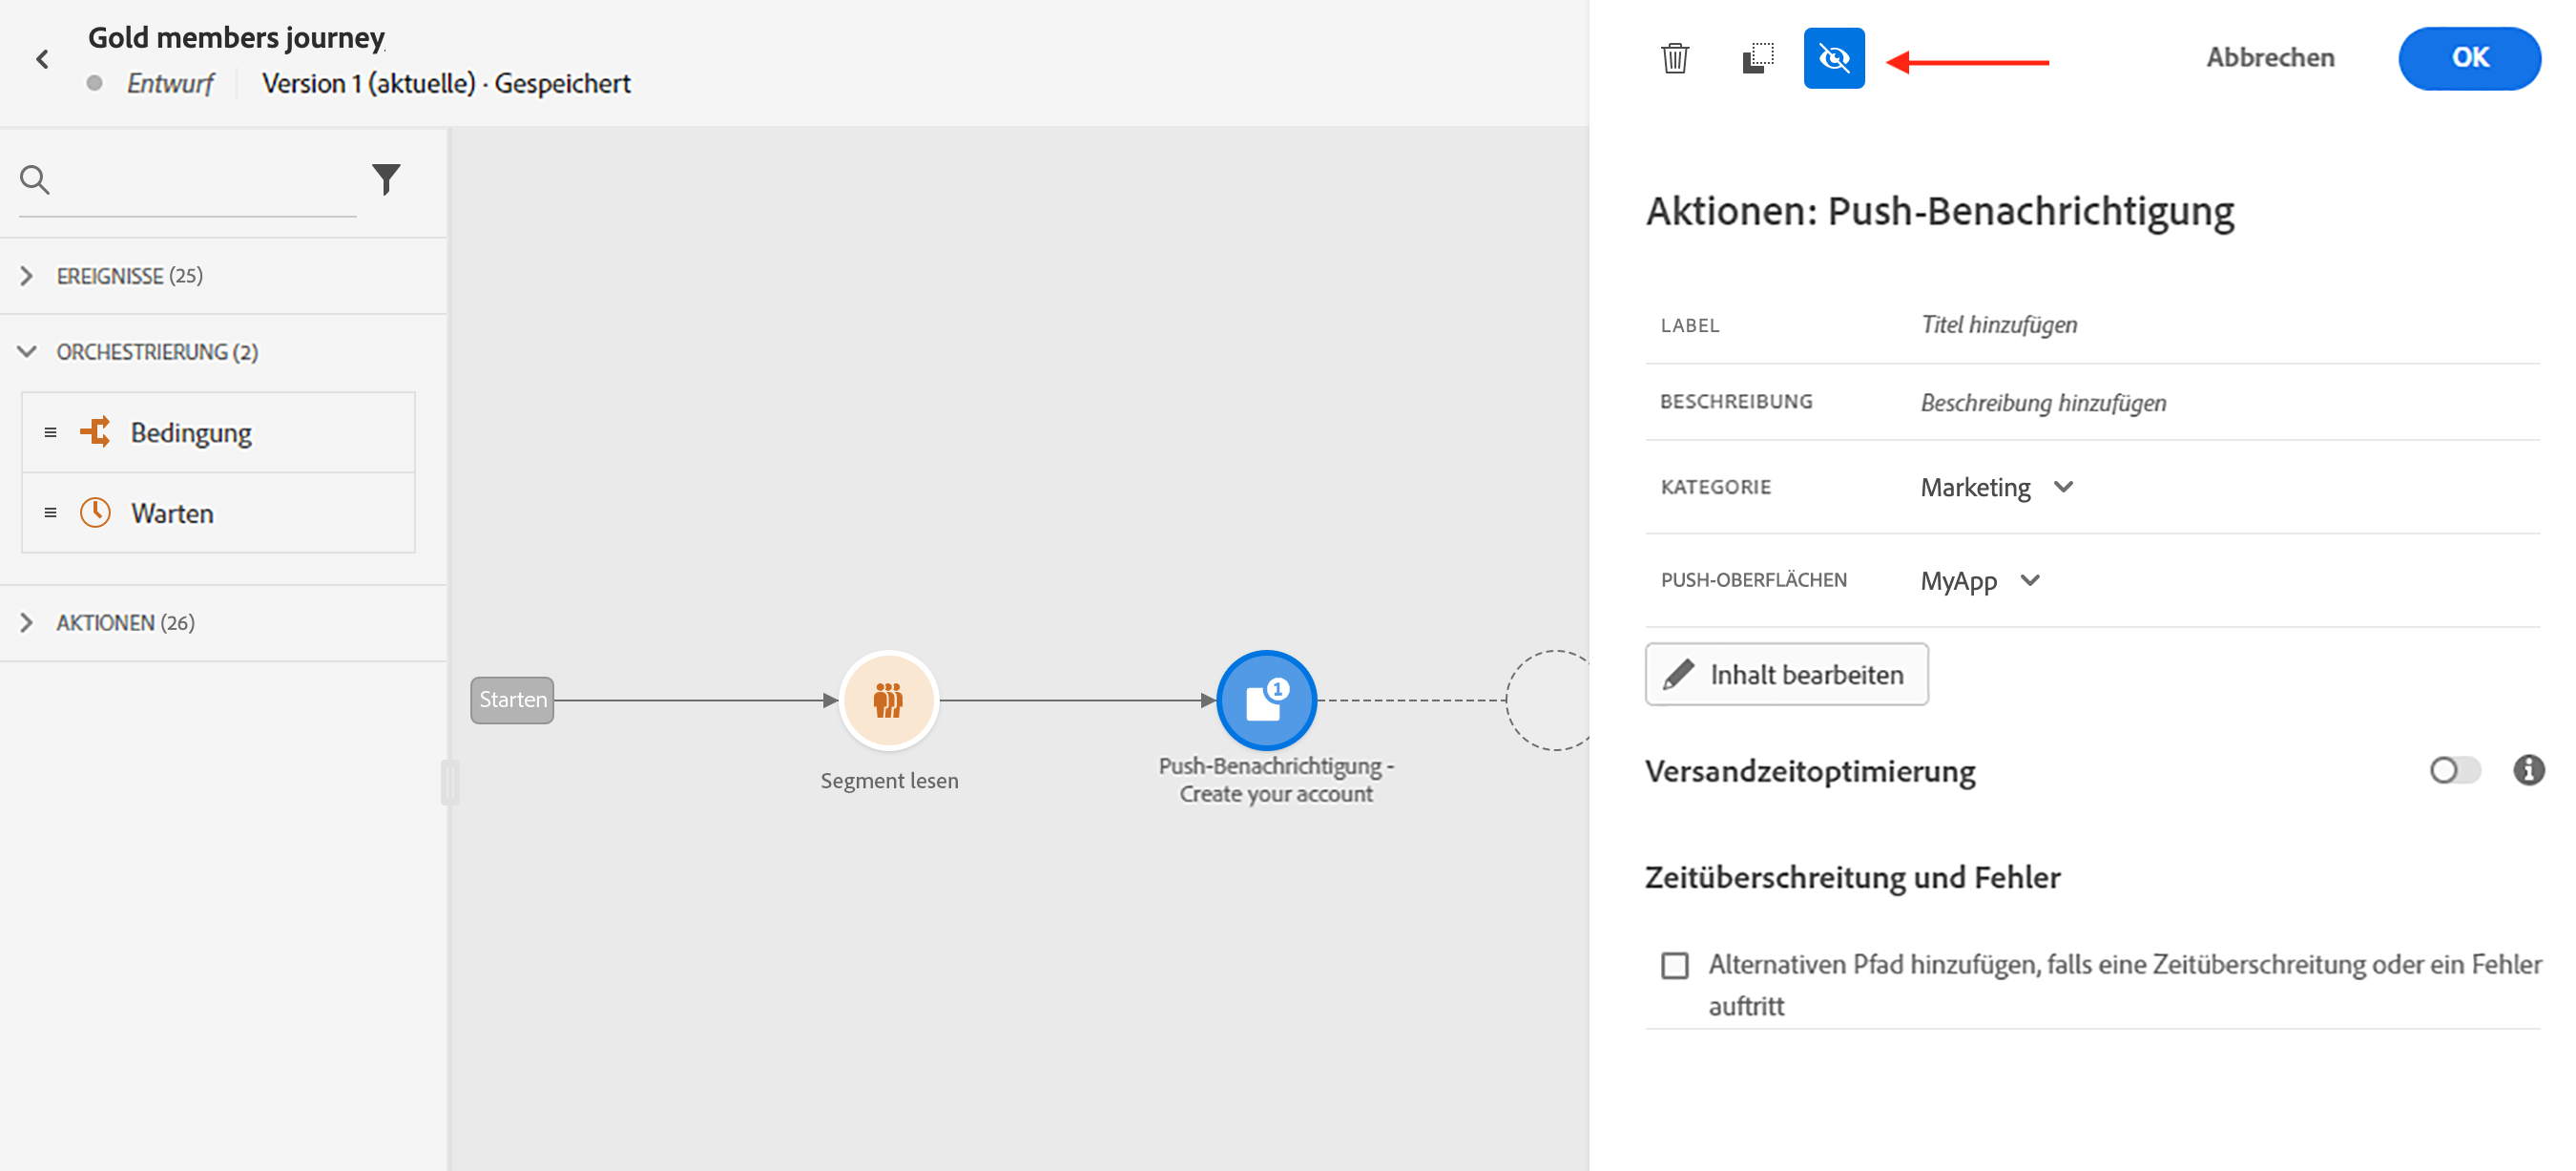 Gold members journey
Entwurf
Version 1 (aktuelle) · Gespeichert
Abbrechen
OK
EREIGNISSE (25)
ORCHESTRIERUNG (2)
Bedingung
Warten
AKTIONEN (26)
Starten
Segment lesen
1
Push-Benachrichtigung -
Create your account
Aktionen: Push-Benachrichtigung
LABEL
Titel hinzufügen
BESCHREIBUNG
Beschreibung hinzufügen
KATEGORIE
Marketing
PUSH-OBERFLÄCHEN
MyApp
Inhalt bearbeiten
Versandzeitoptimierung
Zeitüberschreitung und Fehler
Alternativen Pfad hinzufügen, falls eine Zeitüberschreitung oder ein Fehler
auftritt